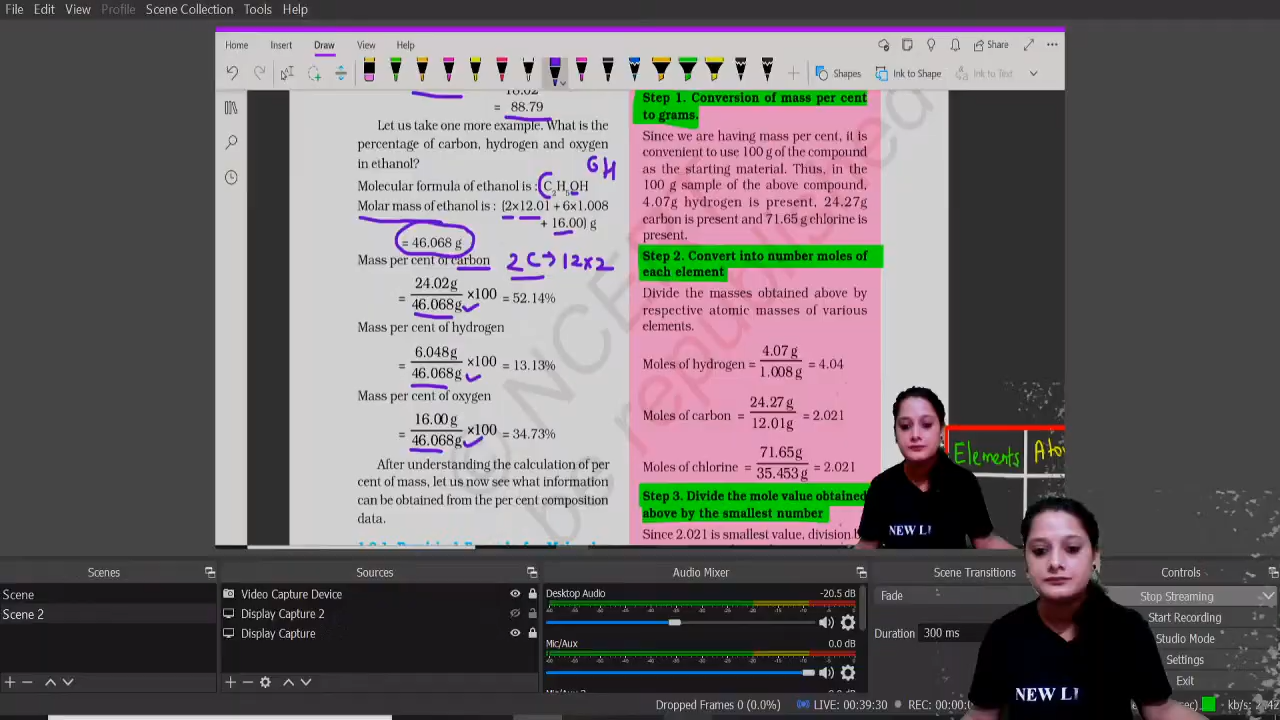 File Edit View Profile Scene Collection Tools Help
Home Insert Draw View Help
Share
Shapes Ink to Shape Ink to Text
18.02
= 88.79
Let us take one more example. What is the
percentage of carbon, hydrogen and oxygen
in ethanol?
6H
Molecular formula of ethanol is : C2H5OH
Molar mass of ethanol is : (2×12.01 + 6×1.008
+ 16.00) g
= 46.068 g
Mass per cent of carbon 2C→12×2
= 24.02g / 46.068g ×100 = 52.14%
Mass per cent of hydrogen
= 6.048g / 46.068g ×100 = 13.13%
Mass per cent of oxygen
= 16.00g / 46.068g ×100 = 34.73%
After understanding the calculation of per
cent of mass, let us now see what information
can be obtained from the per cent composition
data.
Step 1. Conversion of mass per cent
to grams.
Since we are having mass per cent, it is
convenient to use 100 g of the compound
as the starting material. Thus, in the
100 g sample of the above compound,
4.07g hydrogen is present, 24.27g
carbon is present and 71.65g chlorine is
present.
Step 2. Convert into number moles of
each element
Divide the masses obtained above by
respective atomic masses of various
elements.
Moles of hydrogen = 4.07 g / 1.008 g = 4.04
Moles of carbon = 24.27 g / 12.01g = 2.021
Moles of chlorine = 71.65g / 35.453 g = 2.021
Step 3. Divide the mole value obtained
above by the smallest number
Since 2.021 is smallest value, division
Elements
NEW
NEW
Scenes
Scene
Scene 2
Sources
Video Capture Device
Display Capture 2
Display Capture
Audio Mixer
Desktop Audio -20.5 dB
Mic/Aux 0.0 dB
Scene Transitions
Fade
Duration 300 ms
Controls
Stop Streaming
Start Recording
Studio Mode
Settings
Exit
Dropped Frames 0 (0.0%) LIVE: 00:39:30 REC: 00:00:0